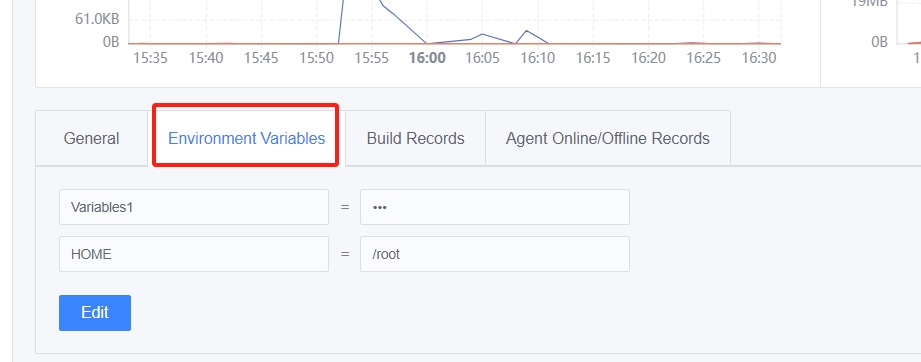 61.0KB
0B
15:35 15:40 15:45 15:50 15:55 16:00 16:05 16:10 16:15 16:20 16:25 16:30
19MB
0B
General Environment Variables Build Records Agent Online/Offline Records
Variables1 = •••
HOME = /root
Edit